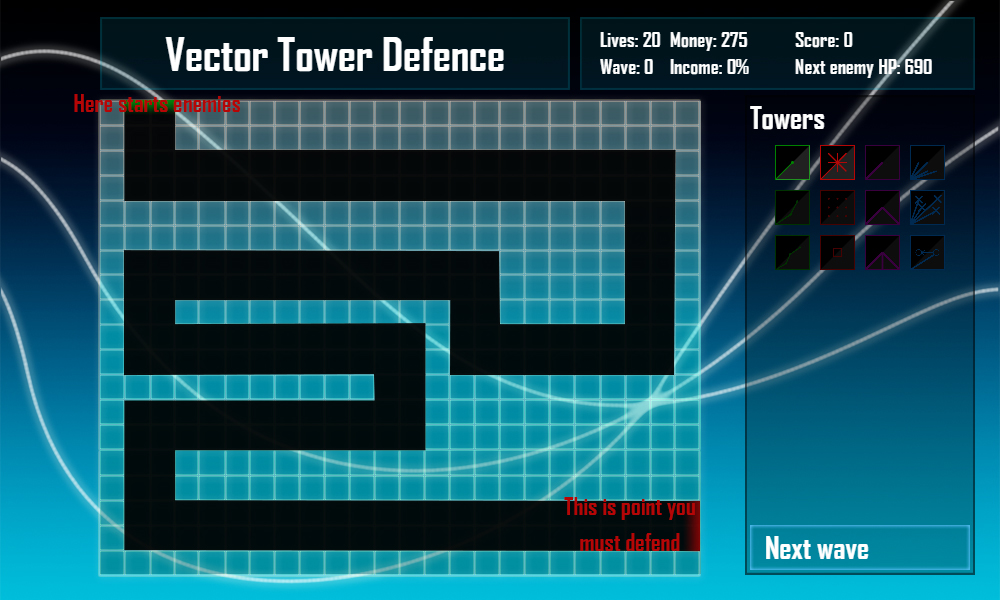 Vector Tower Defence
Lives: 20 Money: 275 Score: 0
Wave: 0 Income: 0% Next enemy HP: 690
Here starts enemies
Towers
This is point you
must defend
Next wave